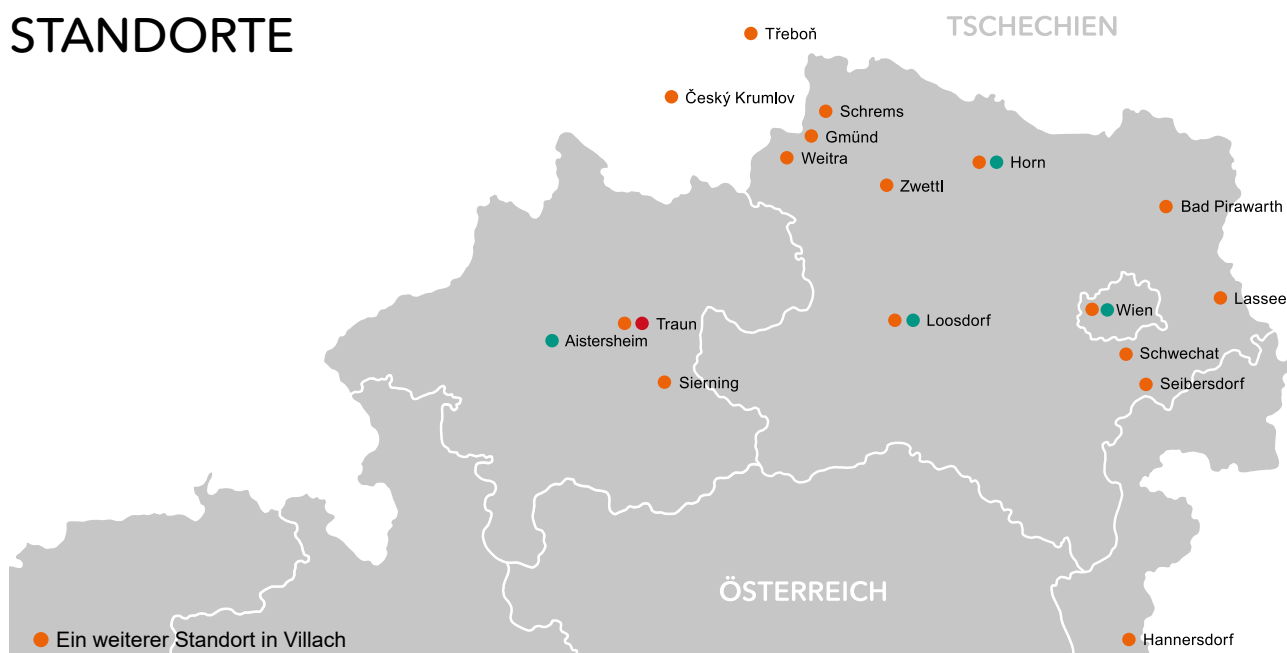 STANDORTE
TSCHECHIEN
Třeboň
Český Krumlov
Schrems
Gmünd
Weitra
Horn
Zwettl
Bad Pirawarth
Lassee
Wien
Loosdorf
Traun
Aistersheim
Schwechat
Sierning
Seibersdorf
ÖSTERREICH
Ein weiterer Standort in Villach
Hannersdorf